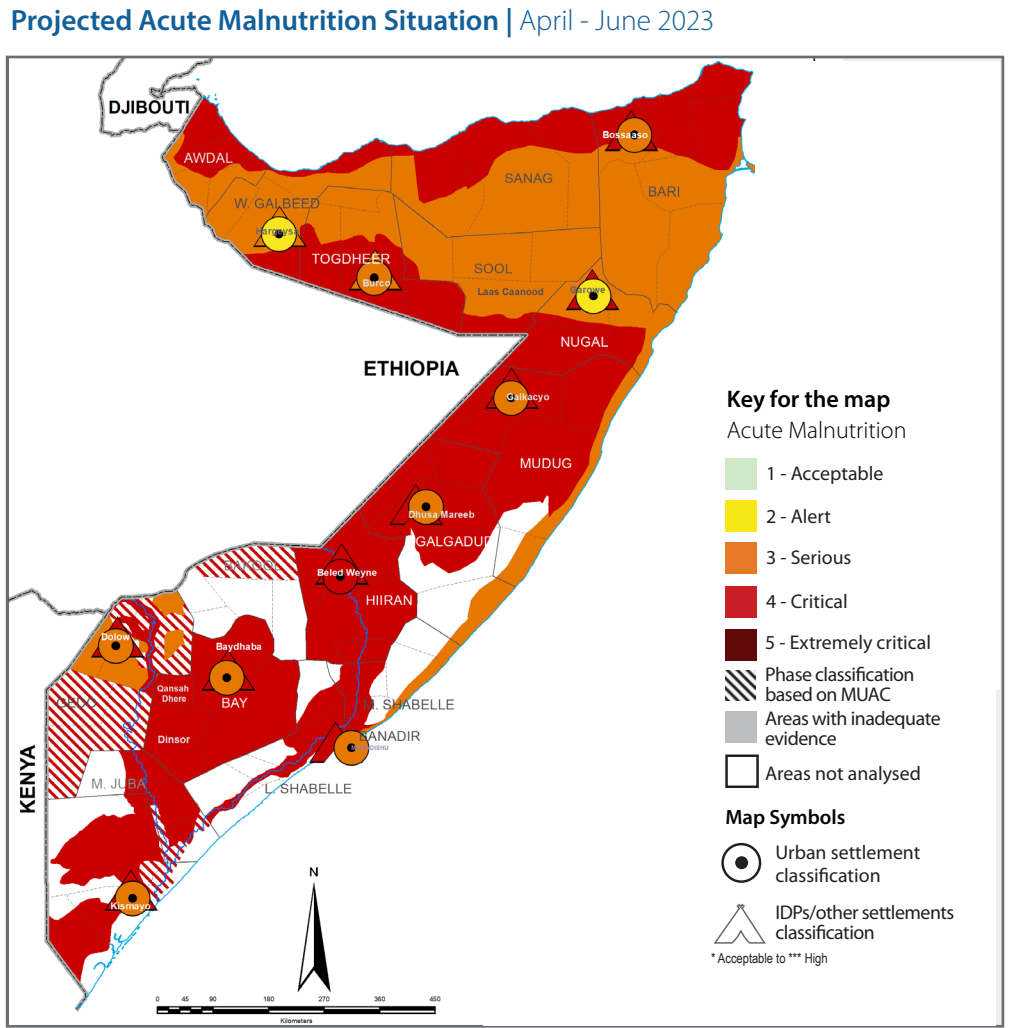 Projected Acute Malnutrition Situation | April - June 2023
DJIBOUTI
Bossaaso
AWDAL
SANAG
BARI
W. GALBEED
Hargeysa
TOGDHEER
SOOL
Burco
Laas Caanood
Garowe
NUGAL
ETHIOPIA
Galkacyo
MUDUG
Dhusa Mareeb
GALGADUD
BAKOOL
Beled Weyne
HIIRAN
Dolow
Baydhaba
Qansah
Dhere
GEDO
BAY
M. SHABELLE
Dinsor
BANADIR
MOGADISHU
KENYA
M. JUBA
L. SHABELLE
Kismayo
N
0 45 90 180 270 360 450
Kilometers
Key for the map
Acute Malnutrition
1 - Acceptable
2 - Alert
3 - Serious
4 - Critical
5 - Extremely critical
Phase classification
based on MUAC
Areas with inadequate
evidence
Areas not analysed
Map Symbols
Urban settlement
classification
IDPs/other settlements
classification
* Acceptable to *** High